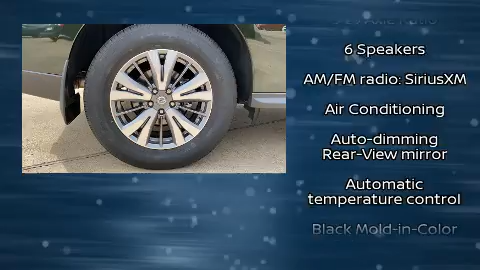 6 Speakers
AM/FM radio: SiriusXM
Air Conditioning
Auto-dimming
Rear-View mirror
Automatic
temperature control
Black Mold-in-Color